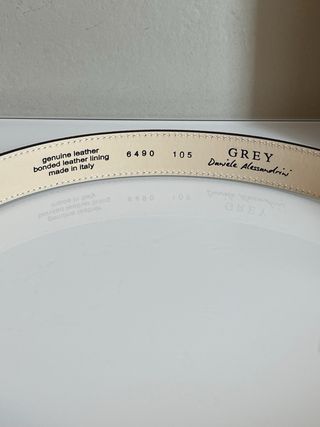 genuine leather
bonded leather lining
made in Italy
6490 105
GREY
Daniele Alessandrini